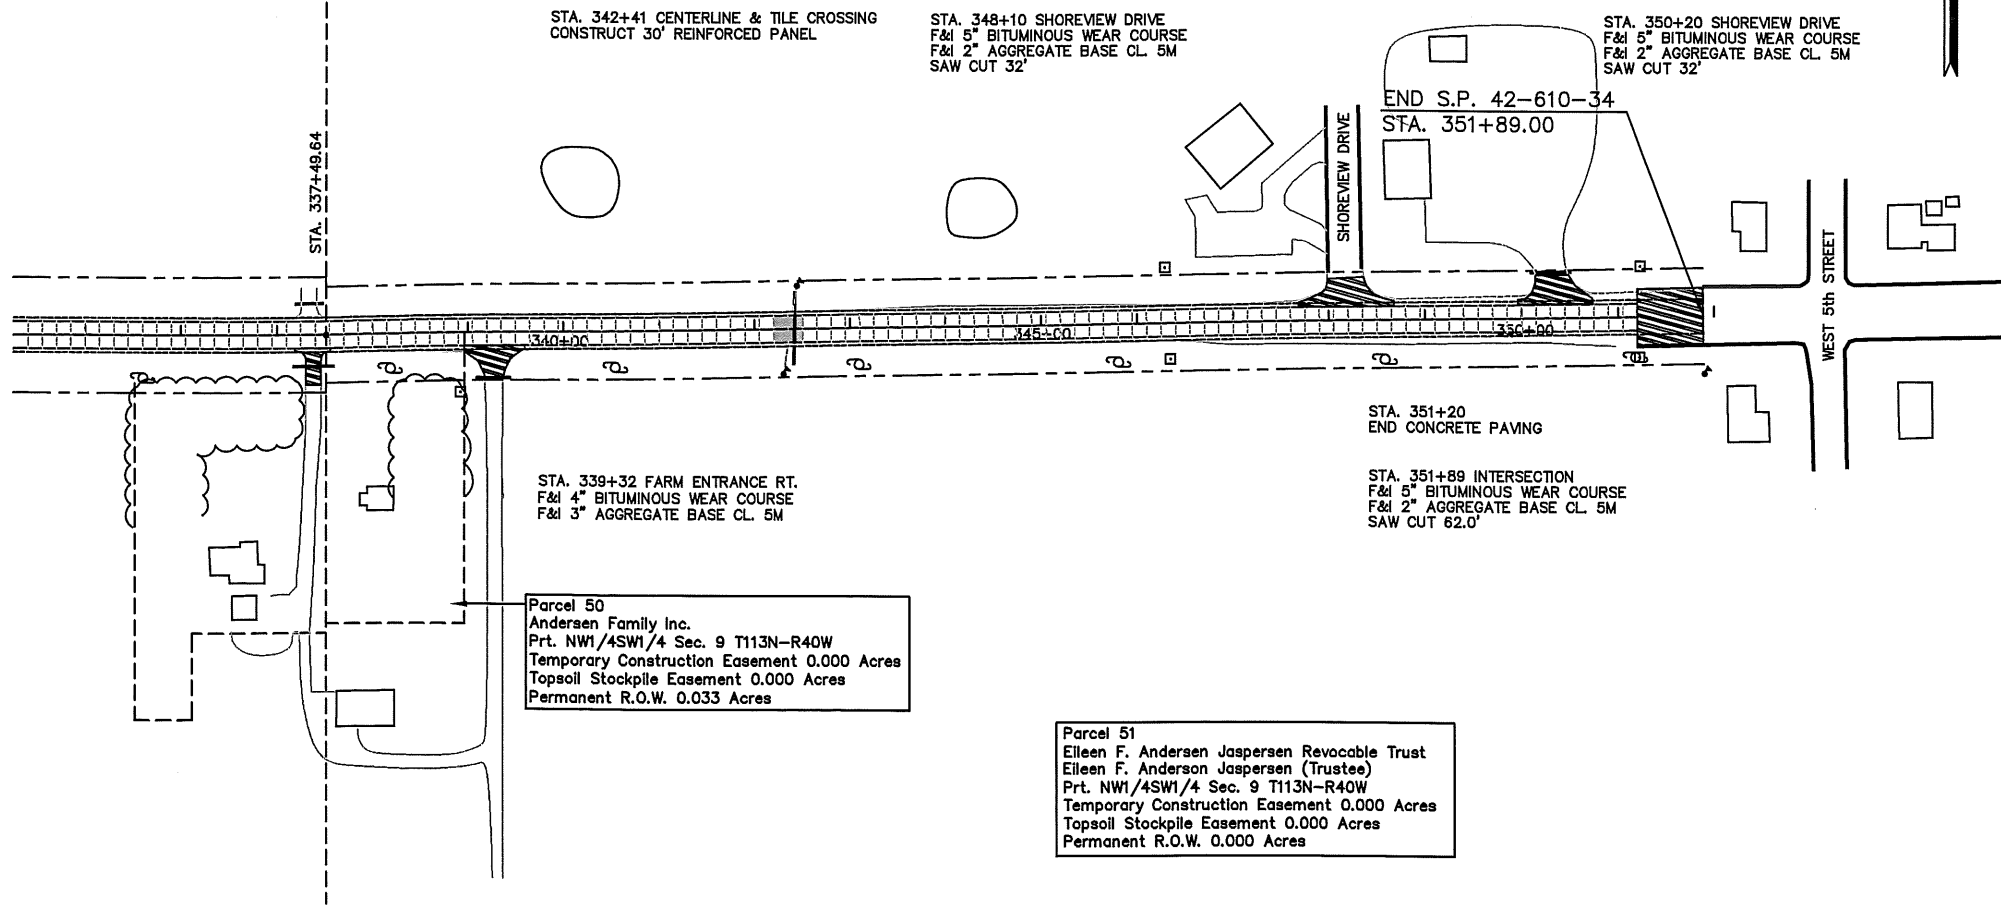 STA. 342+41 CENTERLINE & TILE CROSSING
CONSTRUCT 30' REINFORCED PANEL
STA. 348+10 SHOREVIEW DRIVE
F&I 5" BITUMINOUS WEAR COURSE
F&I 2" AGGREGATE BASE CL. 5M
SAW CUT 32'
STA. 350+20 SHOREVIEW DRIVE
F&I 5" BITUMINOUS WEAR COURSE
F&I 2" AGGREGATE BASE CL. 5M
SAW CUT 32'
END S.P. 42-610-34
STA. 351+89.00
STA. 337+49.64
SHOREVIEW DRIVE
WEST 5th STREET
340+00
345+00
350+00
STA. 351+20
END CONCRETE PAVING
STA. 339+32 FARM ENTRANCE RT.
F&I 4" BITUMINOUS WEAR COURSE
F&I 3" AGGREGATE BASE CL. 5M
STA. 351+89 INTERSECTION
F&I 5" BITUMINOUS WEAR COURSE
F&I 2" AGGREGATE BASE CL. 5M
SAW CUT 62.0'
Parcel 50
Andersen Family Inc.
Prt. NW1/4SW1/4 Sec. 9 T113N-R40W
Temporary Construction Easement 0.000 Acres
Topsoil Stockpile Easement 0.000 Acres
Permanent R.O.W. 0.033 Acres
Parcel 51
Eileen F. Andersen Jaspersen Revocable Trust
Eileen F. Anderson Jaspersen (Trustee)
Prt. NW1/4SW1/4 Sec. 9 T113N-R40W
Temporary Construction Easement 0.000 Acres
Topsoil Stockpile Easement 0.000 Acres
Permanent R.O.W. 0.000 Acres